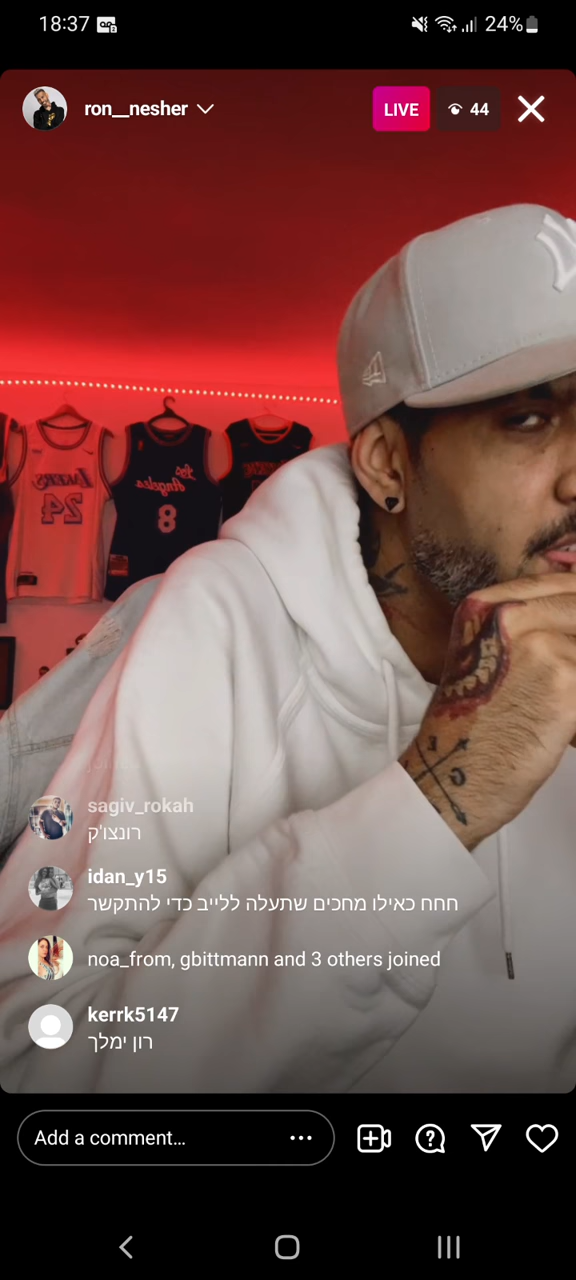 18:37
24%
ron__nesher
LIVE
44
LAKERS
24
Los
Angeles
8
sagiv_rokah
רונצו'ק
idan_y15
חחח כאילו מחכים שתעלה ללייב כדי להתקשר
noa_from, gbittmann and 3 others joined
kerrk5147
רון ימלך
Add a comment…